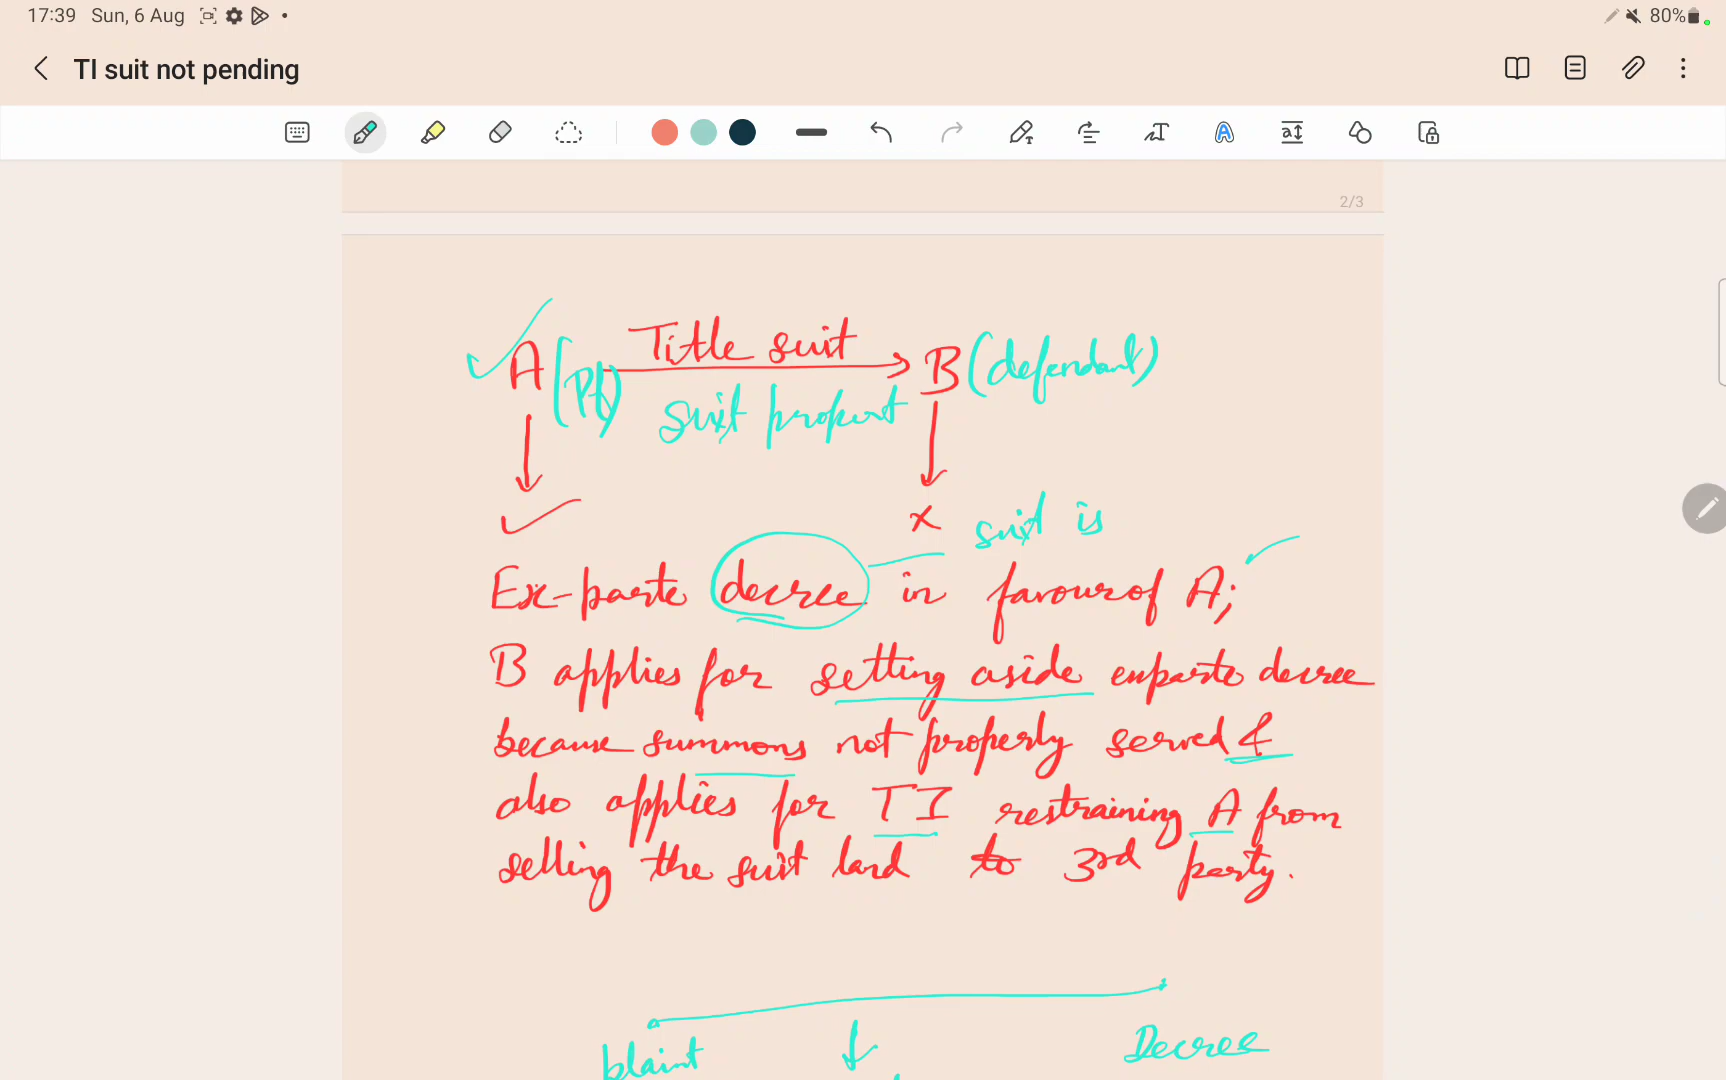 17:39 Sun, 6 Aug 80%
TI suit not pending
2/3
A (Plf) Title suit B (defendant)
suit propert
x suit is
Ex-parte decree in favour of A;
B applies for setting aside exparte decree
because summons not properly served &
also applies for TI restraining A from
selling the suit land to 3rd party.
plaint Decree